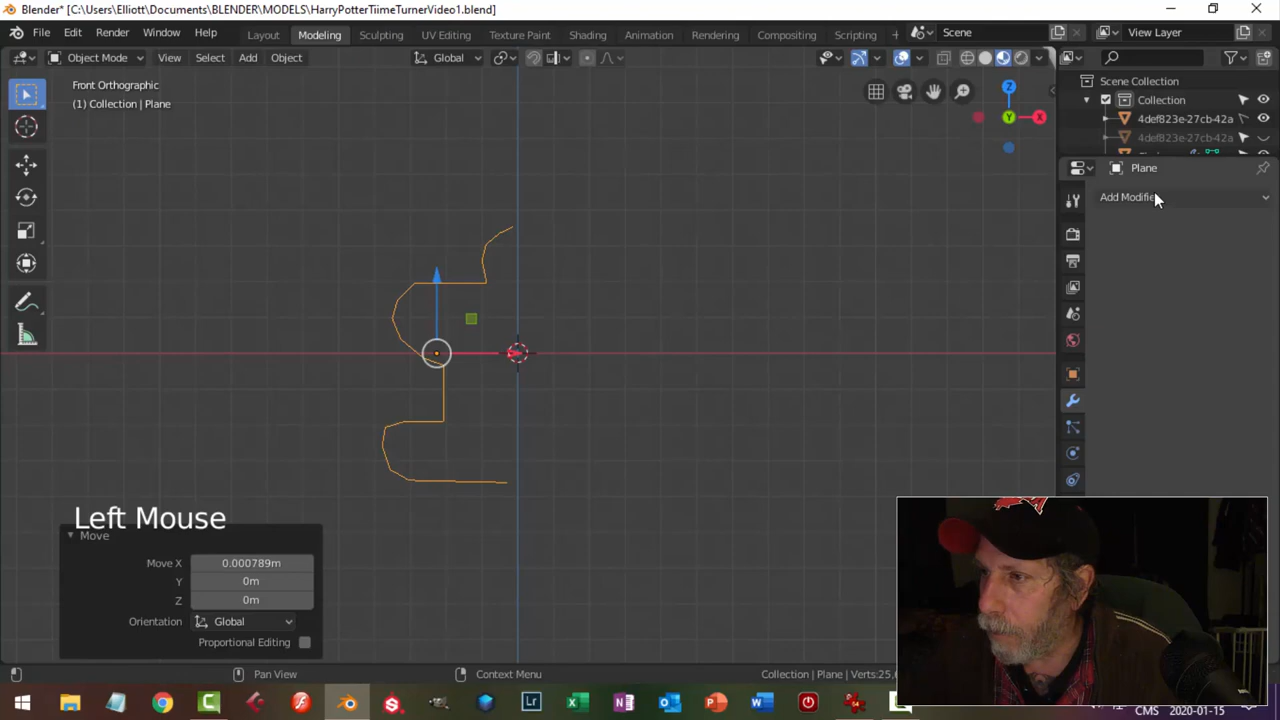 Blender* [C:\Users\Elliott\Documents\BLENDER\MODELS\HarryPotterTiimeTurnerVideo1.blend]
File Edit Render Window Help Layout Modeling Sculpting UV Editing Texture Paint Shading Animation Rendering Compositing Scripting + Scene View Layer
Object Mode View Select Add Object Global
Front Orthographic
(1) Collection | Plane
Z
Y X
Scene Collection
Collection
4def823e-27cb-42a
4def823e-27cb-42a
Plane
Add Modifie
Left Mouse
Move
Move X 0.000789m
Y 0m
Z 0m
Orientation Global
Proportional Editing
Pan View Context Menu Collection | Plane | Verts:25,
Lr
CMS 2020-01-15